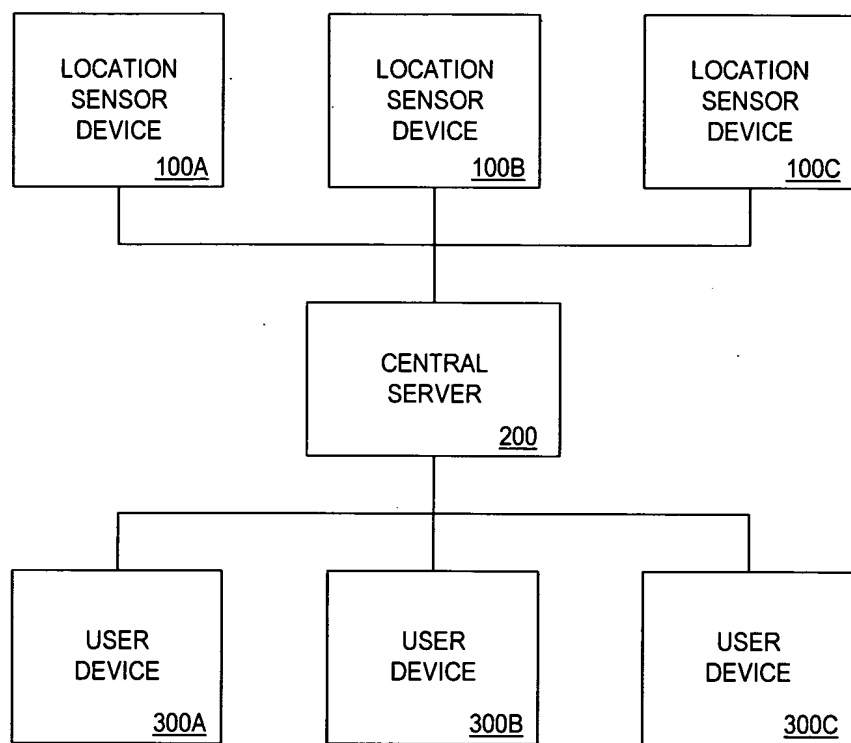 LOCATION
SENSOR
DEVICE
100A
LOCATION
SENSOR
DEVICE
100B
LOCATION
SENSOR
DEVICE
100C
CENTRAL
SERVER
200
USER
DEVICE
300A
USER
DEVICE
300B
USER
DEVICE
300C